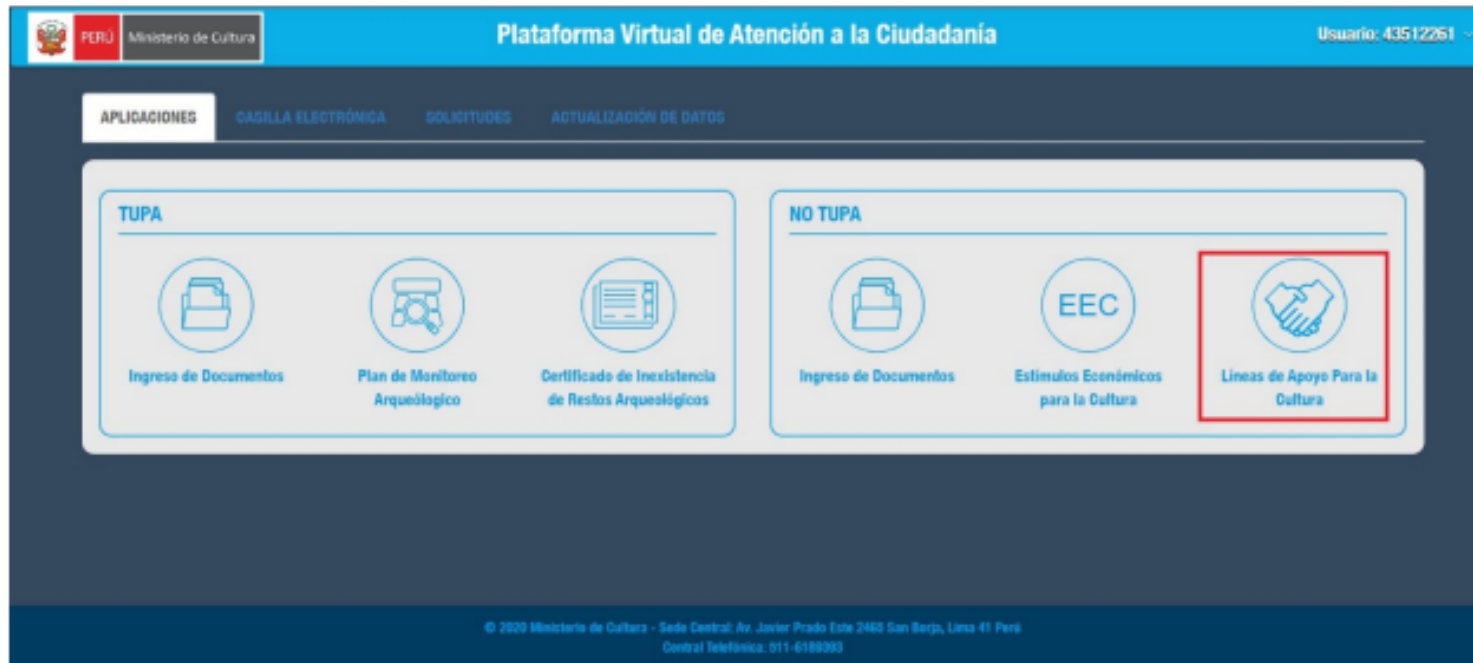 PERÚ Ministerio de Cultura
Plataforma Virtual de Atención a la Ciudadanía
Usuario: 43512261
APLICACIONES CASILLA ELECTRÓNICA SOLICITUDES ACTUALIZACIÓN DE DATOS
TUPA
Ingreso de Documentos
Plan de Monitoreo
Arqueólogico
Certificado de Inexistencia
de Restos Arqueológicos
NO TUPA
Ingreso de Documentos
EEC
Estimulos Económicos
para la Cultura
Lineas de Apoyo Para la
Cultura
© 2020 Ministerio de Cultura - Sede Central: Av. Javier Prado Este 2465 San Borja, Lima 41 Perú
Central Telefónica: 511-6189393